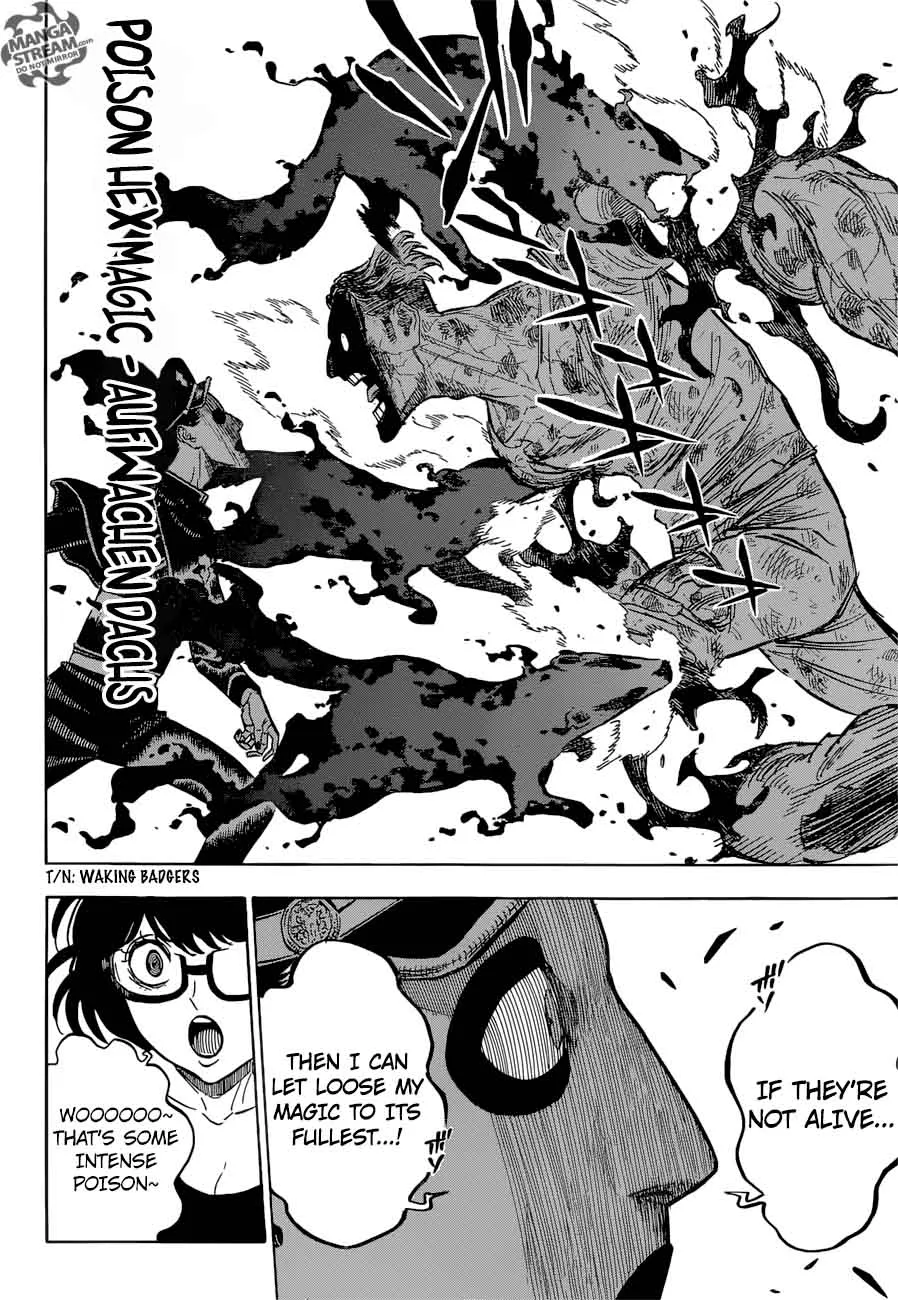 MANGA
STREAM.COM
DO NOT MIRROR
POISON HEX MAGIC - AUFWACHEN DACHS
T/N: WAKING BADGERS
IF THEY'RE
NOT ALIVE...
THEN I CAN
LET LOOSE MY
MAGIC TO ITS
FULLEST...!
WOOOOOO~
THAT'S SOME
INTENSE
POISON~